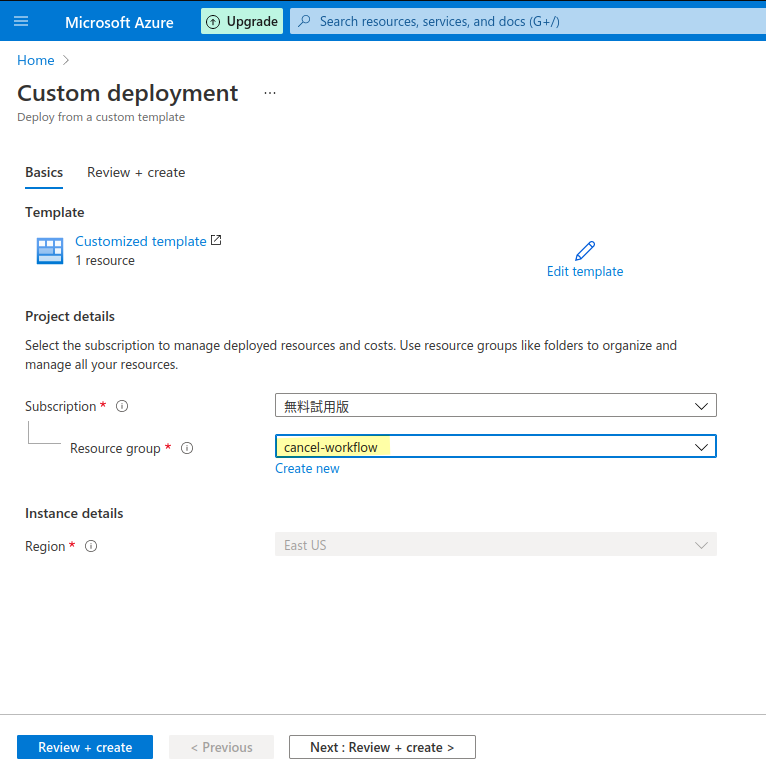 Microsoft Azure
Upgrade
Search resources, services, and docs (G+/)
Home
Custom deployment
...
Deploy from a custom template
Basics
Review + create
Template
Customized template
1 resource
Edit template
Project details
Select the subscription to manage deployed resources and costs. Use resource groups like folders to organize and
manage all your resources.
Subscription *
無料試用版
Resource group *
cancel-workflow
Create new
Instance details
Region *
East US
Review + create
< Previous
Next : Review + create >